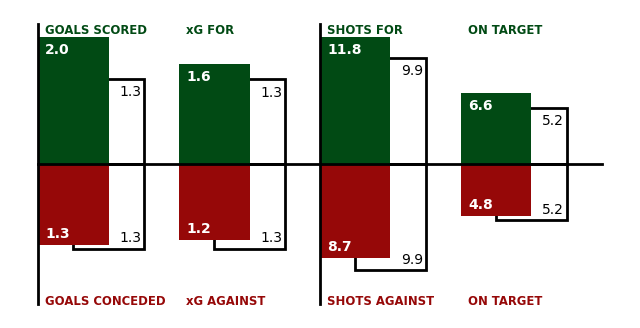 GOALS SCORED xG FOR SHOTS FOR ON TARGET
2.0 1.3 1.6 1.3 11.8 9.9 6.6 5.2
1.3 1.3 1.2 1.3 8.7 9.9 4.8 5.2
GOALS CONCEDED xG AGAINST SHOTS AGAINST ON TARGET